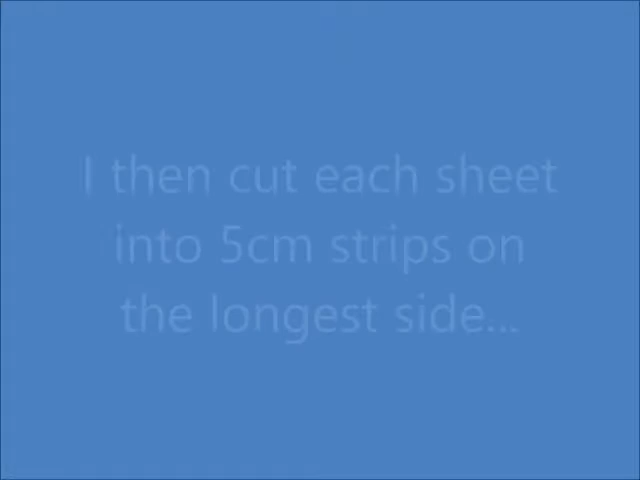 I then cut each sheet
into 5cm strips on
the longest side...